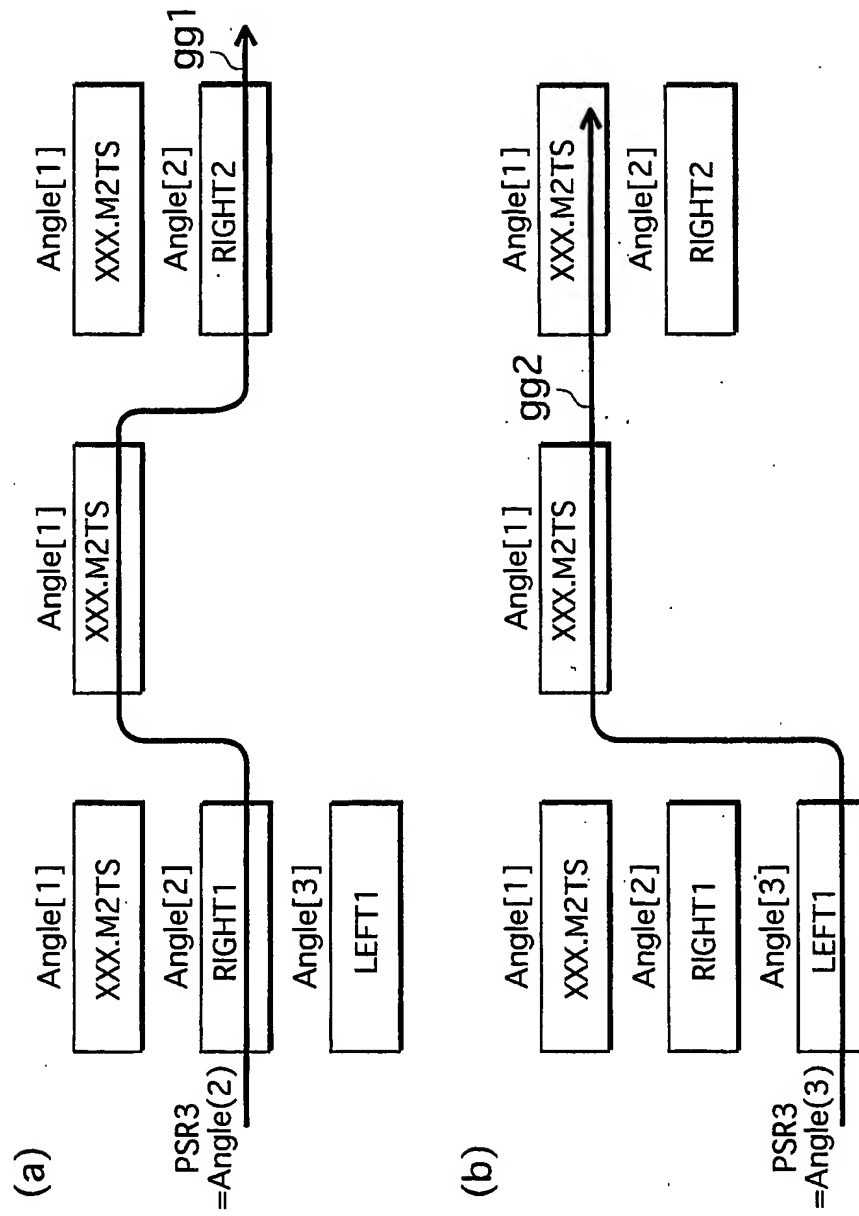 (a)
PSR3
=Angle(2)
Angle[1]
XXX.M2TS
Angle[2]
RIGHT1
Angle[3]
LEFT1
Angle[1]
XXX.M2TS
Angle[1]
XXX.M2TS
Angle[2]
RIGHT2
gg1
(b)
PSR3
=Angle(3)
Angle[1]
XXX.M2TS
Angle[2]
RIGHT1
Angle[3]
LEFT1
Angle[1]
XXX.M2TS
gg2
Angle[1]
XXX.M2TS
Angle[2]
RIGHT2